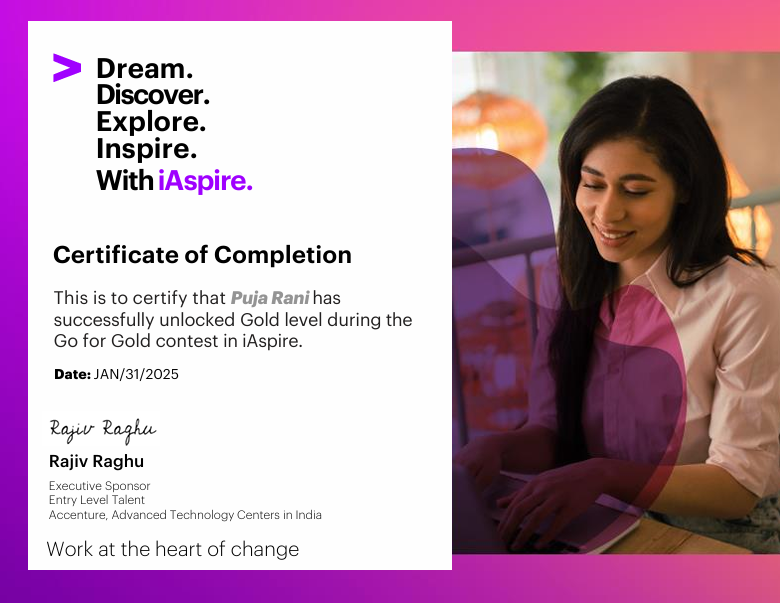 Dream.
Discover.
Explore.
Inspire.
With iAspire.
Certificate of Completion
This is to certify that Puja Rani has
successfully unlocked Gold level during the
Go for Gold contest in iAspire.
Date: JAN/31/2025
Rajiv Raghu
Rajiv Raghu
Executive Sponsor
Entry Level Talent
Accenture, Advanced Technology Centers in India
Work at the heart of change